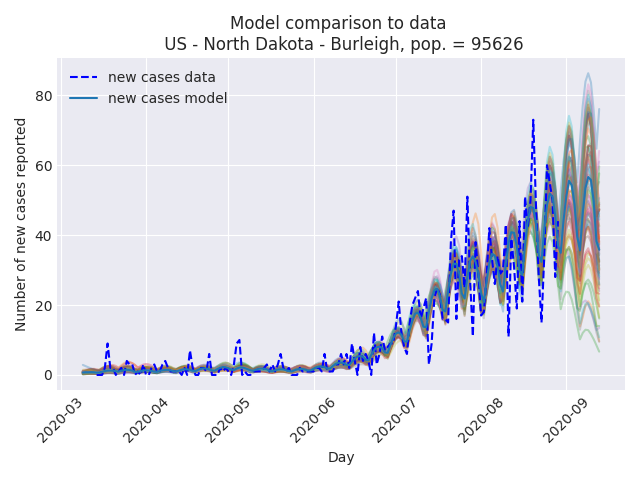 Model comparison to data
US - North Dakota - Burleigh, pop. = 95626
new cases data
new cases model
Number of new cases reported
80
60
40
20
0
2020-03
2020-04
2020-05
2020-06
2020-07
2020-08
2020-09
Day